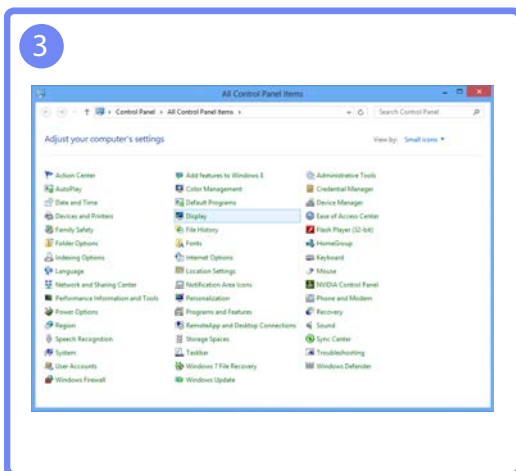 3
All Control Panel Items
Control Panel All Control Panel Items Search Control Panel
Adjust your computer's settings View by: Small icons
Action Center Add features to Windows 8 Administrative Tools
AutoPlay Color Management Credential Manager
Date and Time Default Programs Device Manager
Devices and Printers Display Ease of Access Center
Family Safety File History Flash Player (32-bit)
Folder Options Fonts HomeGroup
Indexing Options Internet Options Keyboard
Language Location Settings Mouse
Network and Sharing Center Notification Area Icons NVIDIA Control Panel
Performance Information and Tools Personalization Phone and Modem
Power Options Programs and Features Recovery
Region RemoteApp and Desktop Connections Sound
Speech Recognition Storage Spaces Sync Center
System Taskbar Troubleshooting
User Accounts Windows 7 File Recovery Windows Defender
Windows Firewall Windows Update